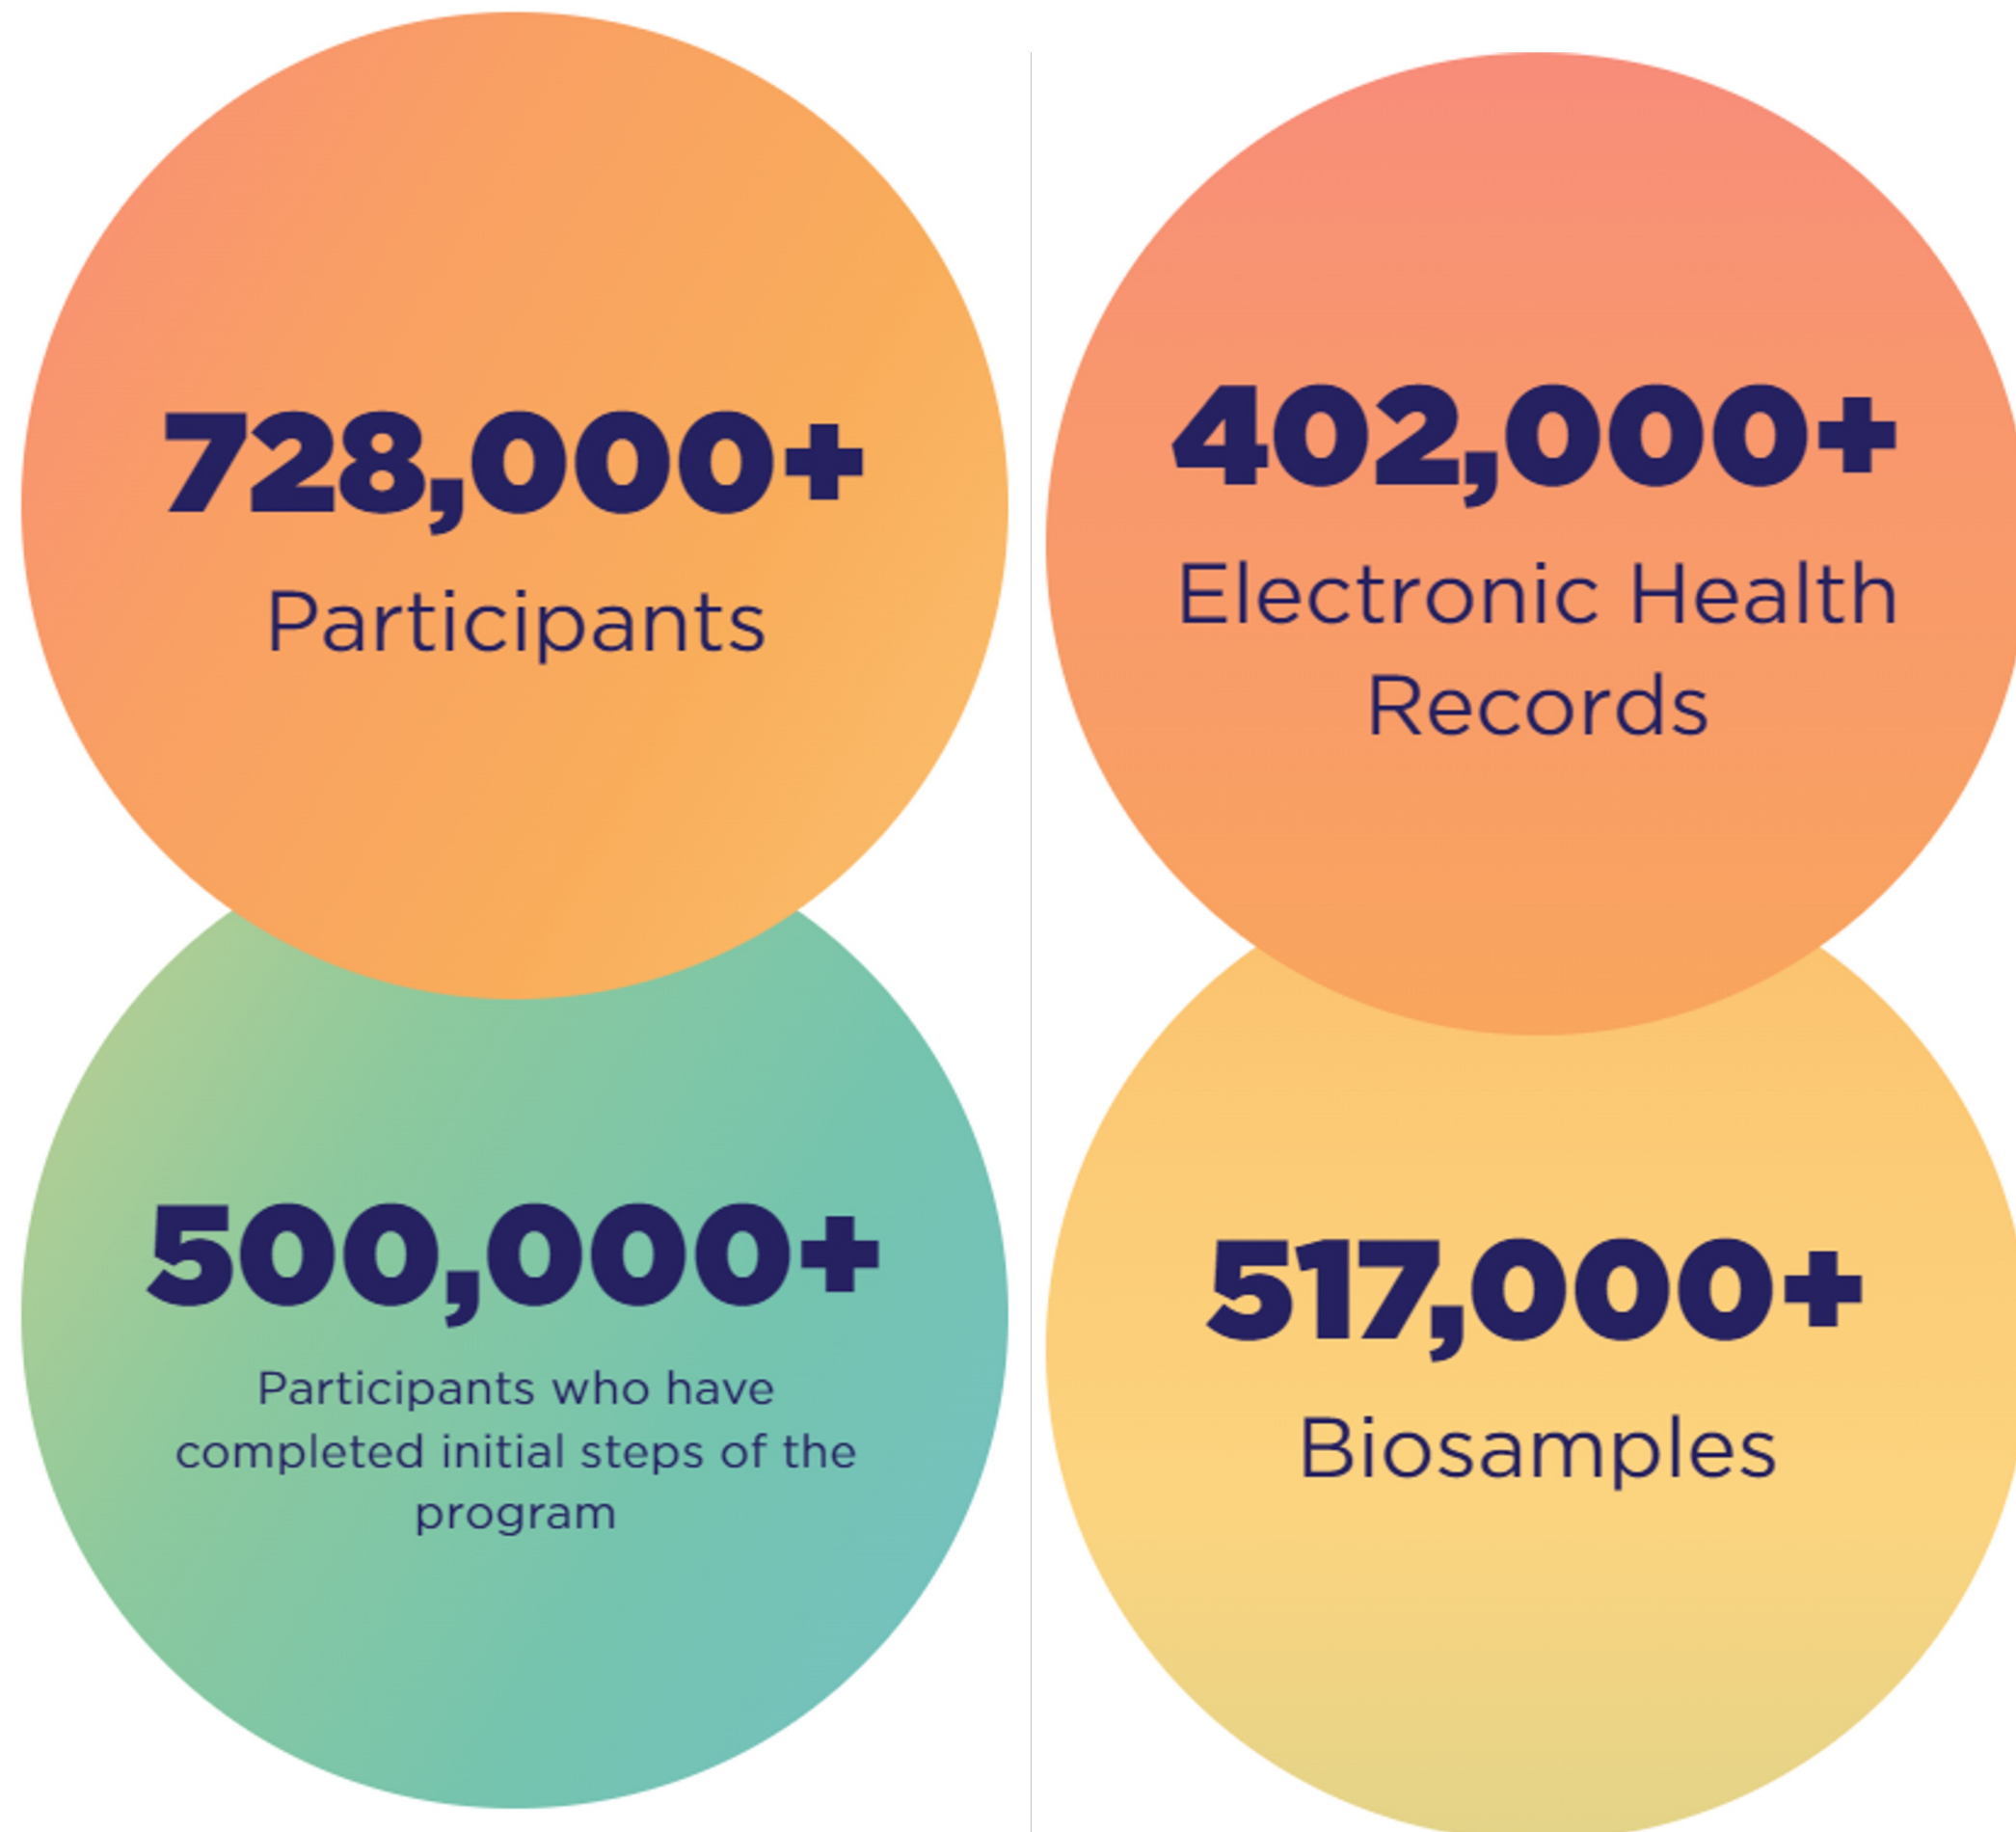 728,000+
Participants
500,000+
Participants who have
completed initial steps of the
program
402,000+
Electronic Health
Records
517,000+
Biosamples